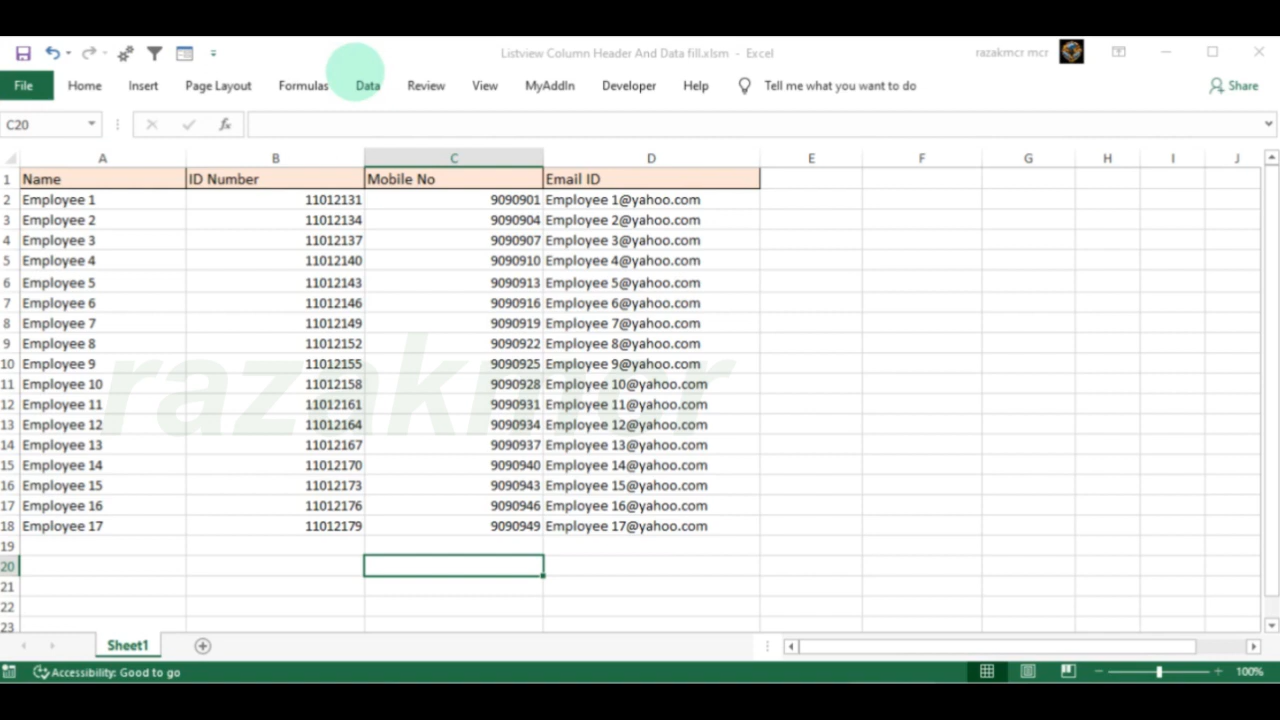 Listview Column Header And Data fill.xlsm - Excel
razakmcr mcr
File Home Insert Page Layout Formulas Data Review View MyAddIn Developer Help Tell me what you want to do Share
C20 fx
A B C D E F G H I J
1 Name ID Number Mobile No Email ID
2 Employee 1 11012131 9090901 Employee 1@yahoo.com
3 Employee 2 11012134 9090904 Employee 2@yahoo.com
4 Employee 3 11012137 9090907 Employee 3@yahoo.com
5 Employee 4 11012140 9090910 Employee 4@yahoo.com
6 Employee 5 11012143 9090913 Employee 5@yahoo.com
7 Employee 6 11012146 9090916 Employee 6@yahoo.com
8 Employee 7 11012149 9090919 Employee 7@yahoo.com
9 Employee 8 11012152 9090922 Employee 8@yahoo.com
10 Employee 9 11012155 9090925 Employee 9@yahoo.com
11 Employee 10 11012158 9090928 Employee 10@yahoo.com
razakmcr
12 Employee 11 11012161 9090931 Employee 11@yahoo.com
13 Employee 12 11012164 9090934 Employee 12@yahoo.com
14 Employee 13 11012167 9090937 Employee 13@yahoo.com
15 Employee 14 11012170 9090940 Employee 14@yahoo.com
16 Employee 15 11012173 9090943 Employee 15@yahoo.com
17 Employee 16 11012176 9090946 Employee 16@yahoo.com
18 Employee 17 11012179 9090949 Employee 17@yahoo.com
19
20
21
22
23
Sheet1
Accessibility: Good to go 100%